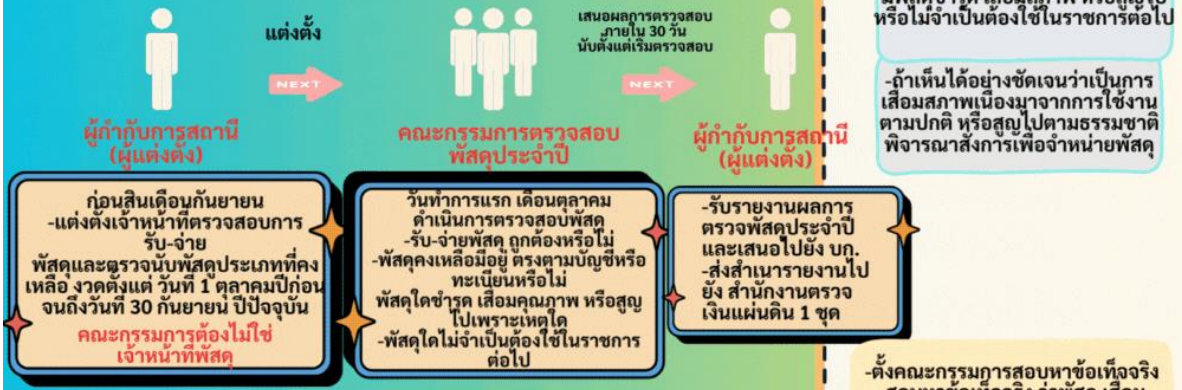 แต่งตั้ง
NEXT
เสนอผลการตรวจสอบ
ภายใน 30 วัน
นับตั้งแต่เริ่มตรวจสอบ
NEXT
ผู้กำกับการสถานี
(ผู้แต่งตั้ง)
คณะกรรมการตรวจสอบ
พัสดุประจำปี
ผู้กำกับการสถานี
(ผู้แต่งตั้ง)
ก่อนสิ้นเดือนกันยายน
-แต่งตั้งเจ้าหน้าที่ตรวจสอบการ
รับ-จ่าย
พัสดุและตรวจนับพัสดุประเภทที่คง
เหลือ งวดตั้งแต่ วันที่ 1 ตุลาคมปีก่อน
จนถึงวันที่ 30 กันยายน ปีปัจจุบัน
คณะกรรมการต้องไม่ใช่
เจ้าหน้าที่พัสดุ
วันทำการแรก เดือนตุลาคม
ดำเนินการตรวจสอบพัสดุ
-รับ-จ่ายพัสดุ ถูกต้องหรือไม่
-พัสดุคงเหลือมีอยู่ ตรงตามบัญชีหรือ
ทะเบียนหรือไม่
พัสดุใดชำรุด เสื่อมคุณภาพ หรือสูญ
ไปเพราะเหตุใด
-พัสดุใดไม่จำเป็นต้องใช้ในราชการ
ต่อไป
-รับรายงานผลการ
ตรวจพัสดุประจำปี
และเสนอไปยัง บก.
-ส่งสำเนารายงานไป
ยัง สำนักงานตรวจ
เงินแผ่นดิน 1 ชุด
หรือไม่จำเป็นต้องใช้ในราชการต่อไป
-ถ้าเห็นได้อย่างชัดเจนว่าเป็นการ
เสื่อมสภาพเนื่องมาจากการใช้งาน
ตามปกติ หรือสูญไปตามธรรมชาติ
พิจารณาสั่งการเพื่อจำหน่ายพัสดุ
-ตั้งคณะกรรมการสอบหาข้อเท็จจริง